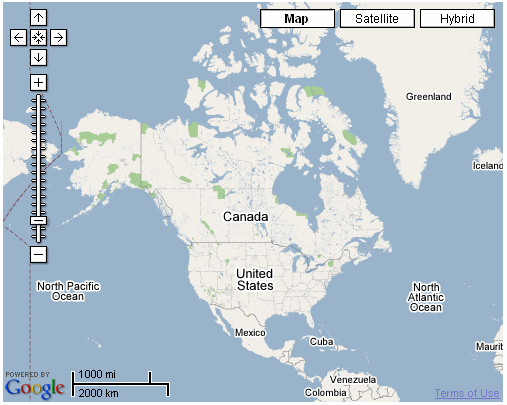 Map
Satellite
Hybrid
Greenland
Iceland
Canada
United
States
North Pacific
Ocean
North
Atlantic
Ocean
Mexico
Cuba
Maurit
Venezuela
Colombia
POWERED BY
Google
1000 mi
2000 km
Terms of Use